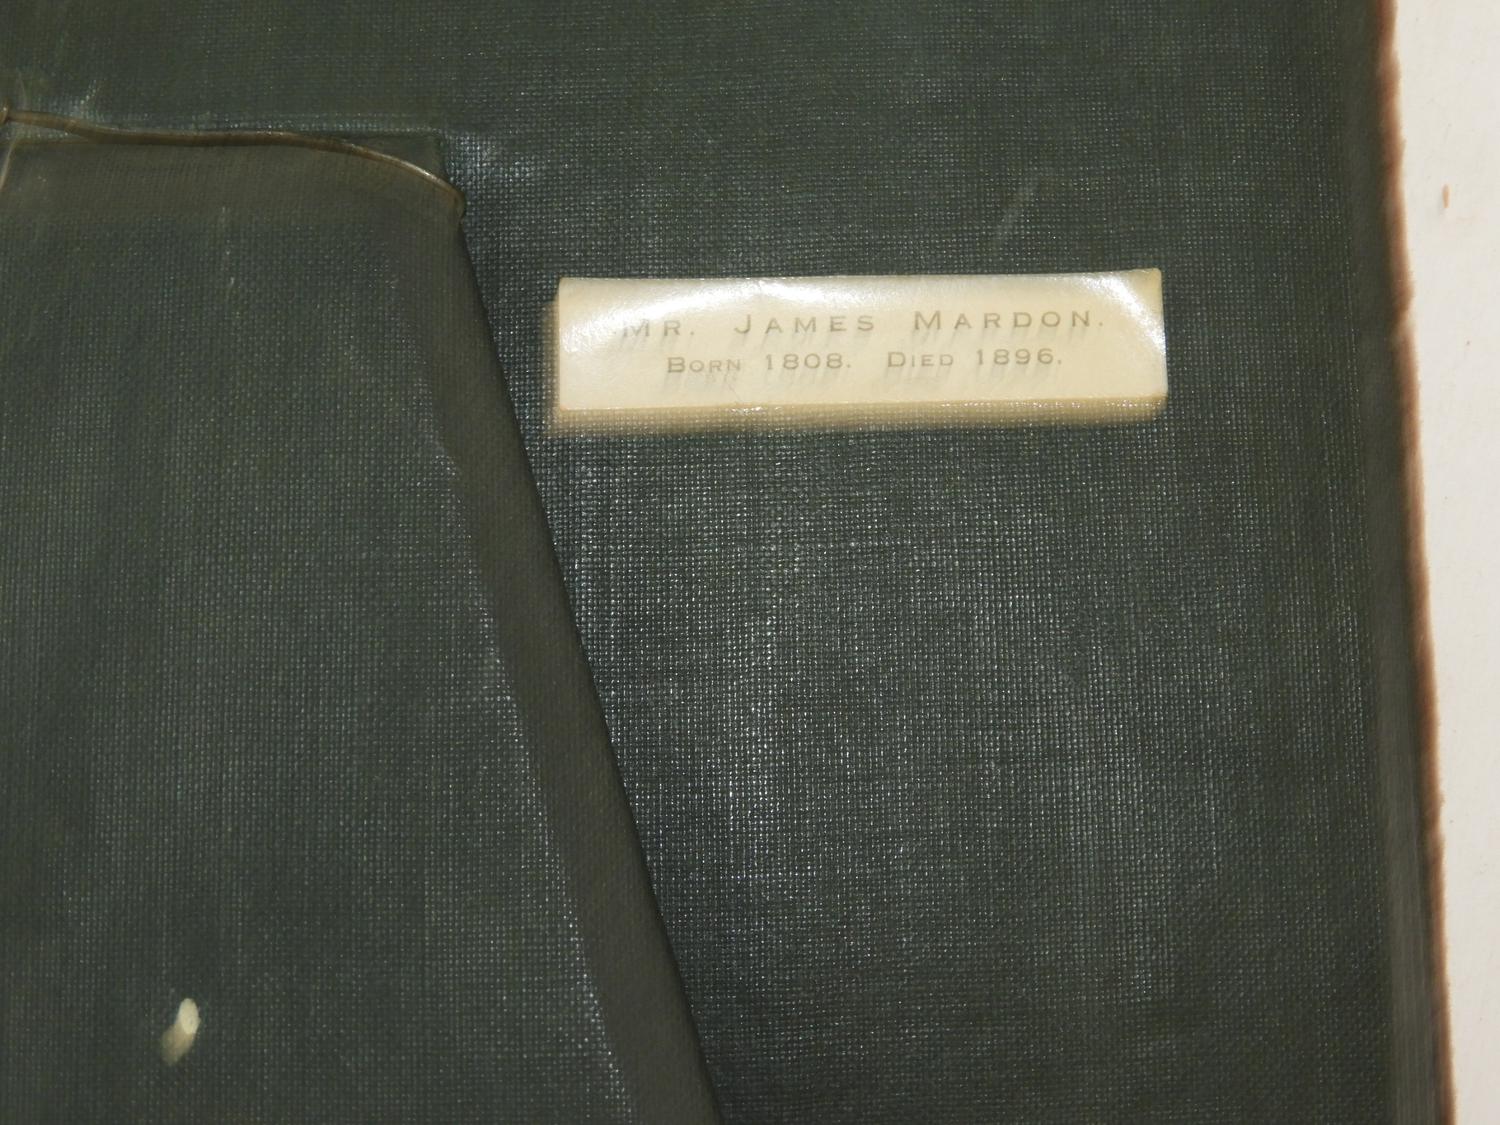 Mr. James Mardon.
Born 1808. Died 1896.